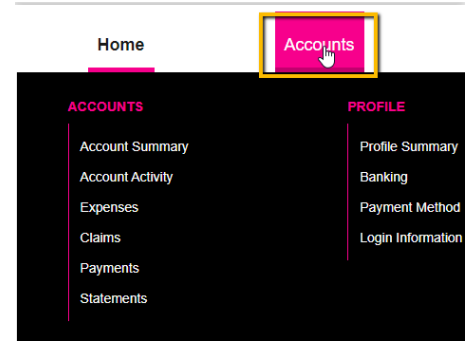 Home
Accounts
ACCOUNTS
Account Summary
Account Activity
Expenses
Claims
Payments
Statements
PROFILE
Profile Summary
Banking
Payment Method
Login Information